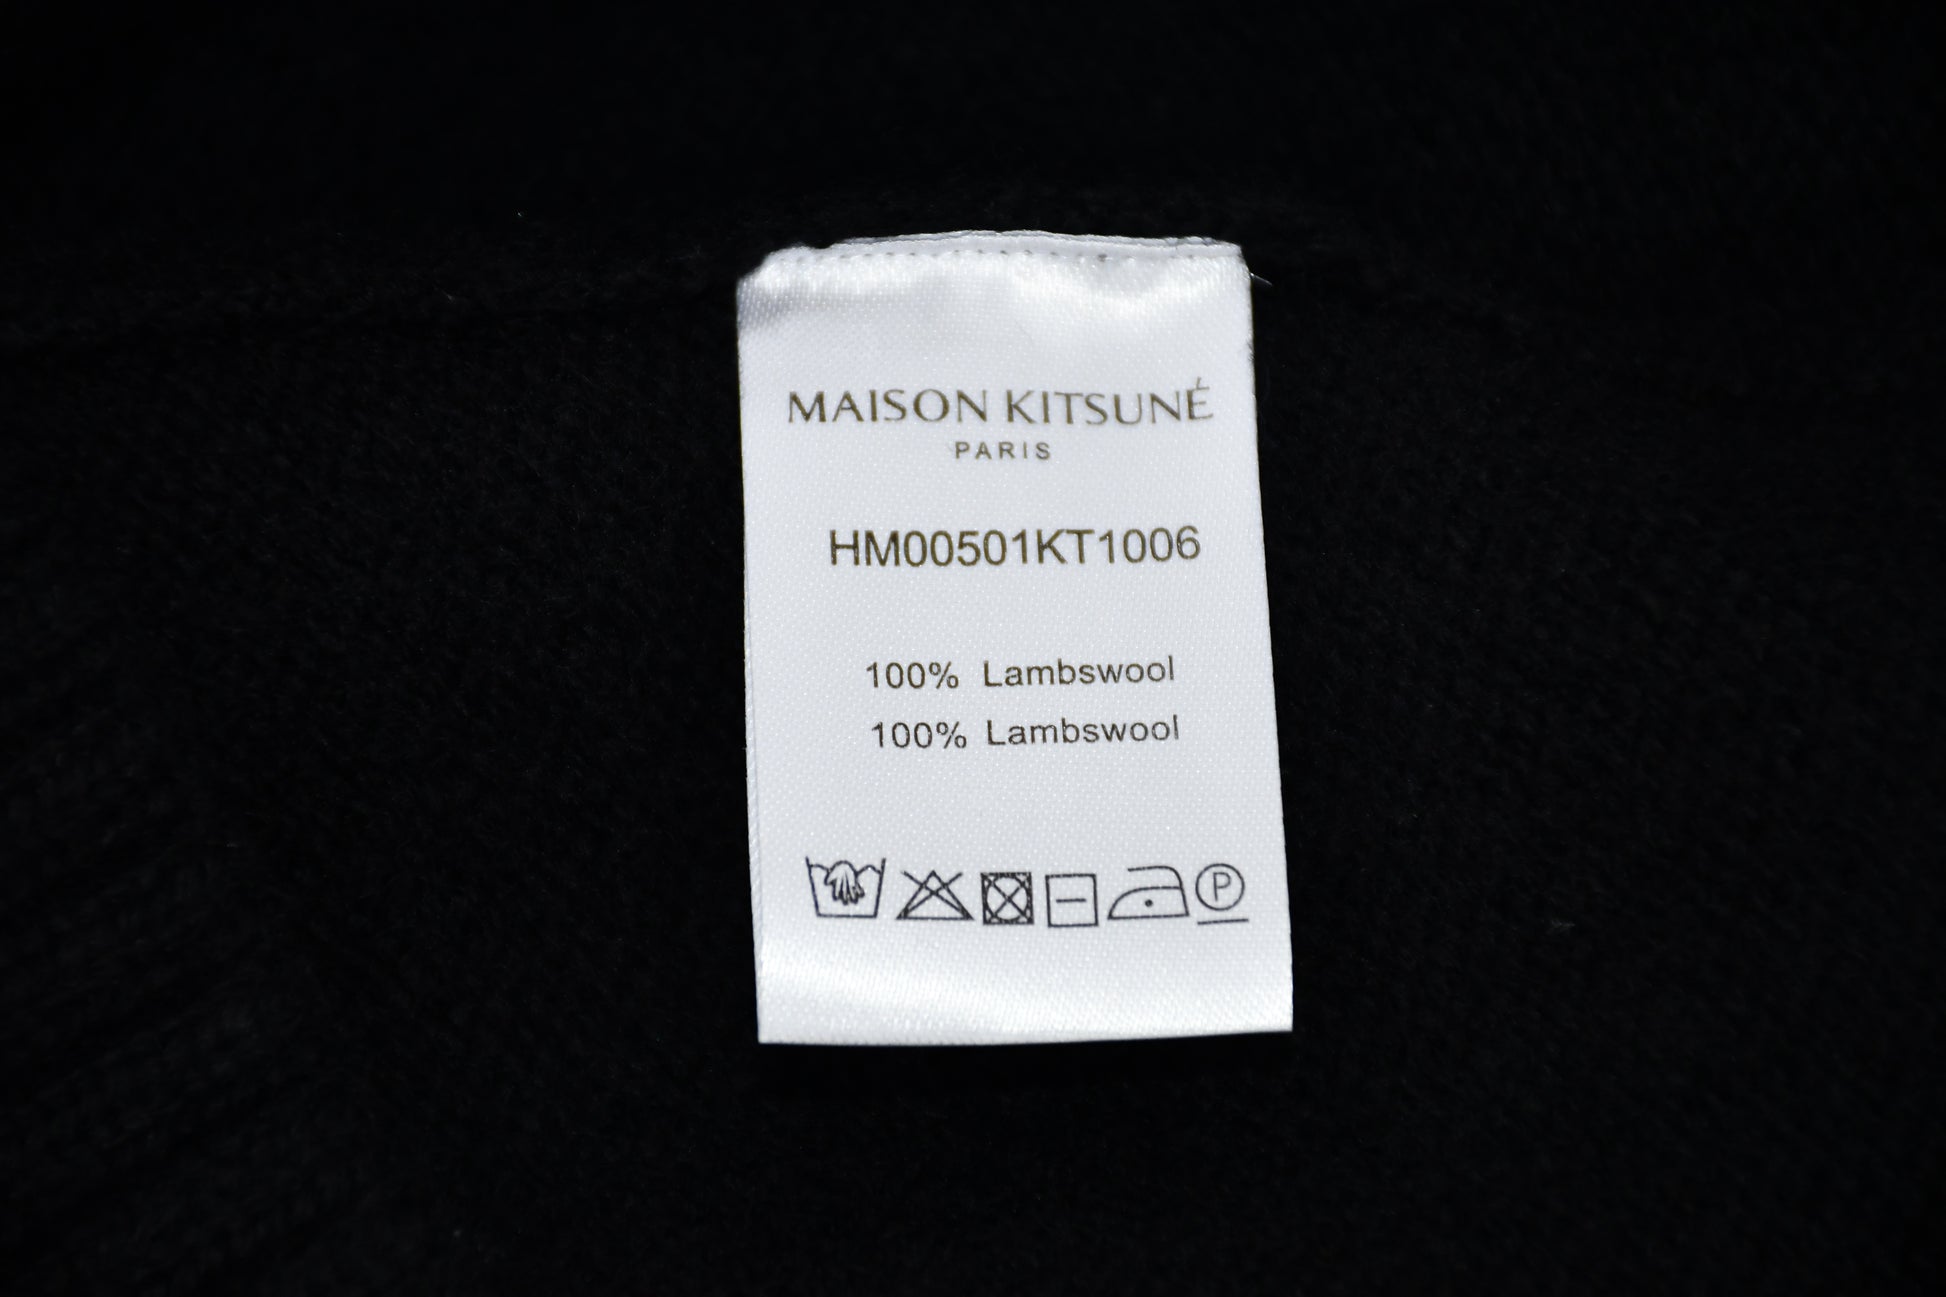 MAISON KITSUNÉ
PARIS
HM00501KT1006
100% Lambswool
100% Lambswool
P